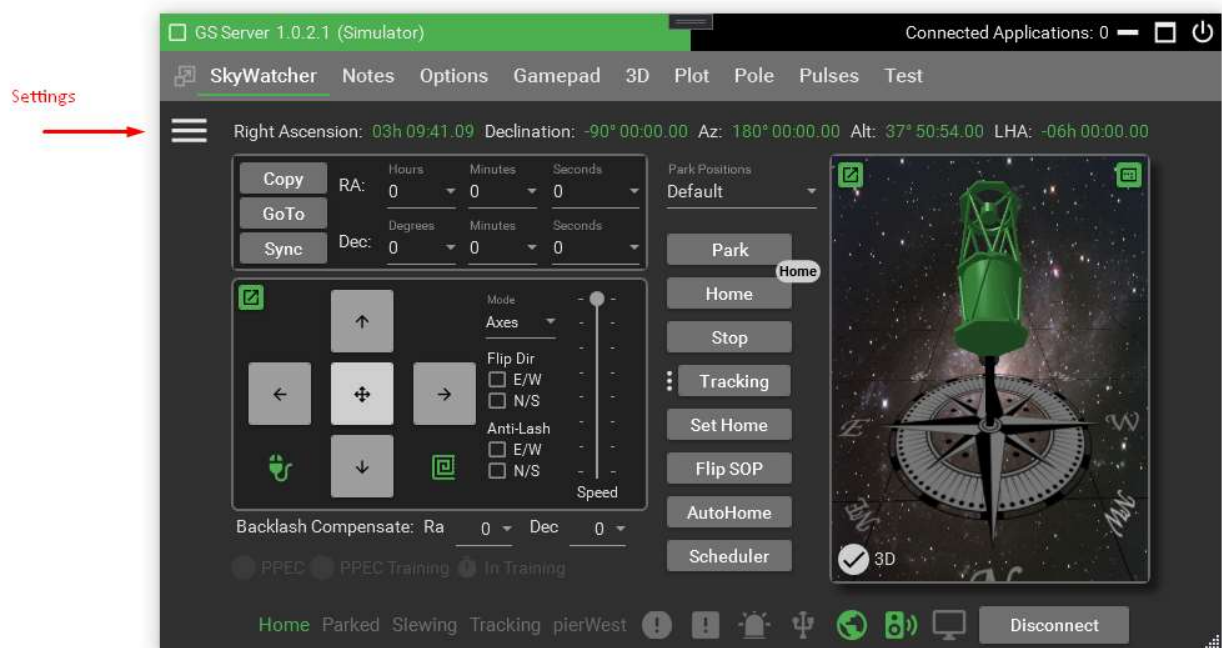 GS Server 1.0.2.1 (Simulator) Connected Applications: 0
SkyWatcher Notes Options Gamepad 3D Plot Pole Pulses Test
Settings
Right Ascension: 03h 09:41.09 Declination: -90° 00:00.00 Az: 180° 00:00.00 Alt: 37° 50:54.00 LHA: -06h 00:00.00
Copy
GoTo
Sync
Hours Minutes Seconds
RA: 0 0 0
Degrees Minutes Seconds
Dec: 0 0 0
Mode
Axes
Flip Dir
E/W
N/S
Anti-Lash
E/W
N/S
Speed
Backlash Compensate: Ra 0 Dec 0
PPEC PPEC Training In Training
Park Positions
Default
Park
Home
Home
Stop
Tracking
Set Home
Flip SOP
AutoHome
Scheduler
E
W
NE
NW
N
3D
Home Parked Slewing Tracking pierWest
Disconnect